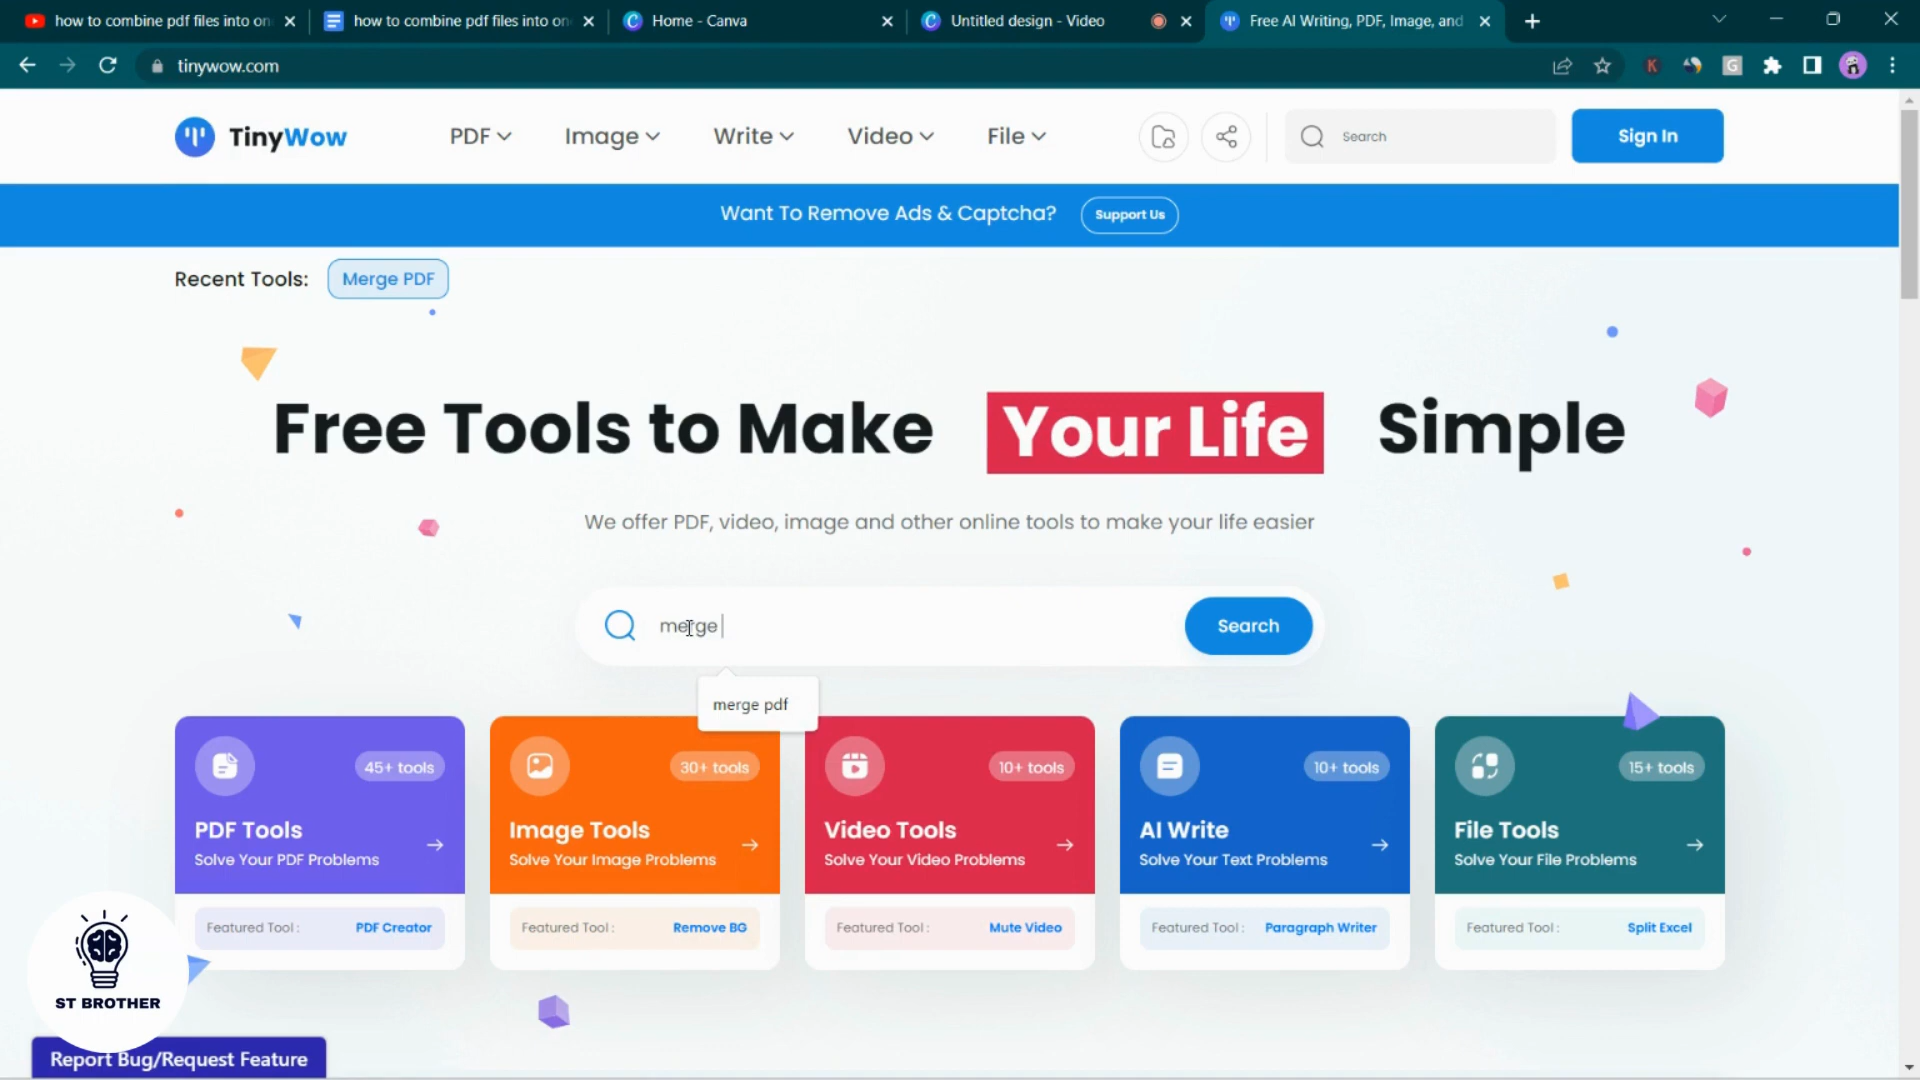 how to combine pdf files into on
how to combine pdf files into on
Home - Canva
Untitled design - Video
Free AI Writing, PDF, Image, and
tinywow.com
K
G
TinyWow
PDF
Image
Write
Video
File
Search
Sign In
Want To Remove Ads & Captcha?
Support Us
Recent Tools:
Merge PDF
Free Tools to Make Your Life Simple
We offer PDF, video, image and other online tools to make your life easier
merge
Search
merge pdf
45+ tools
PDF Tools
Solve Your PDF Problems
Featured Tool :
PDF Creator
30+ tools
Image Tools
Solve Your Image Problems
Featured Tool :
Remove BG
10+ tools
Video Tools
Solve Your Video Problems
Featured Tool :
Mute Video
10+ tools
AI Write
Solve Your Text Problems
Featured Tool :
Paragraph Writer
15+ tools
File Tools
Solve Your File Problems
Featured Tool :
Split Excel
ST BROTHER
Report Bug/Request Feature